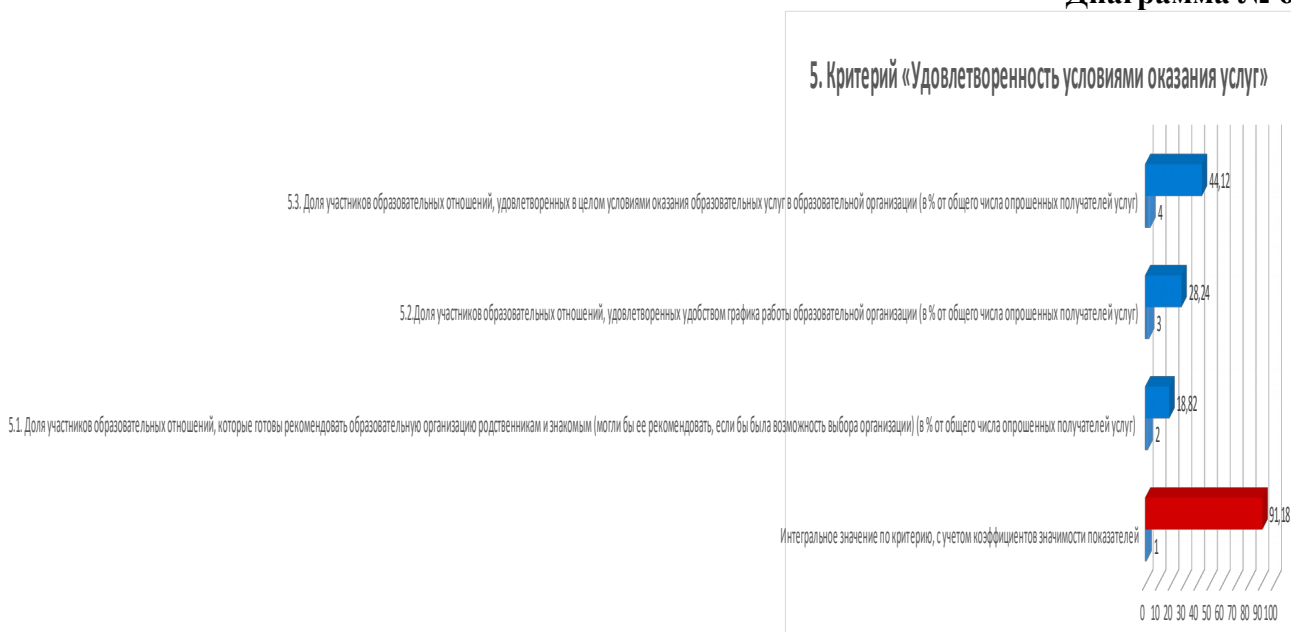 Диаграмма № 6
5. Критерий «Удовлетворенность условиями оказания услуг»
44,12
5.3. Доля участников образовательных отношений, удовлетворенных в целом условиями оказания образовательных услуг в образовательной организации (в % от общего числа опрошенных получателей услуг)
4
28,24
5.2.Доля участников образовательных отношений, удовлетворенных удобством графика работы образовательной организации (в % от общего числа опрошенных получателей услуг)
3
18,82
5.1. Доля участников образовательных отношений, которые готовы рекомендовать образовательную организацию родственникам и знакомым (могли бы ее рекомендовать, если бы была возможность выбора организации) (в % от общего числа опрошенных получателей услуг)
2
91,18
Интегральное значение по критерию, с учетом коэффициентов значимости показателей
1
0 10 20 30 40 50 60 70 80 90 100